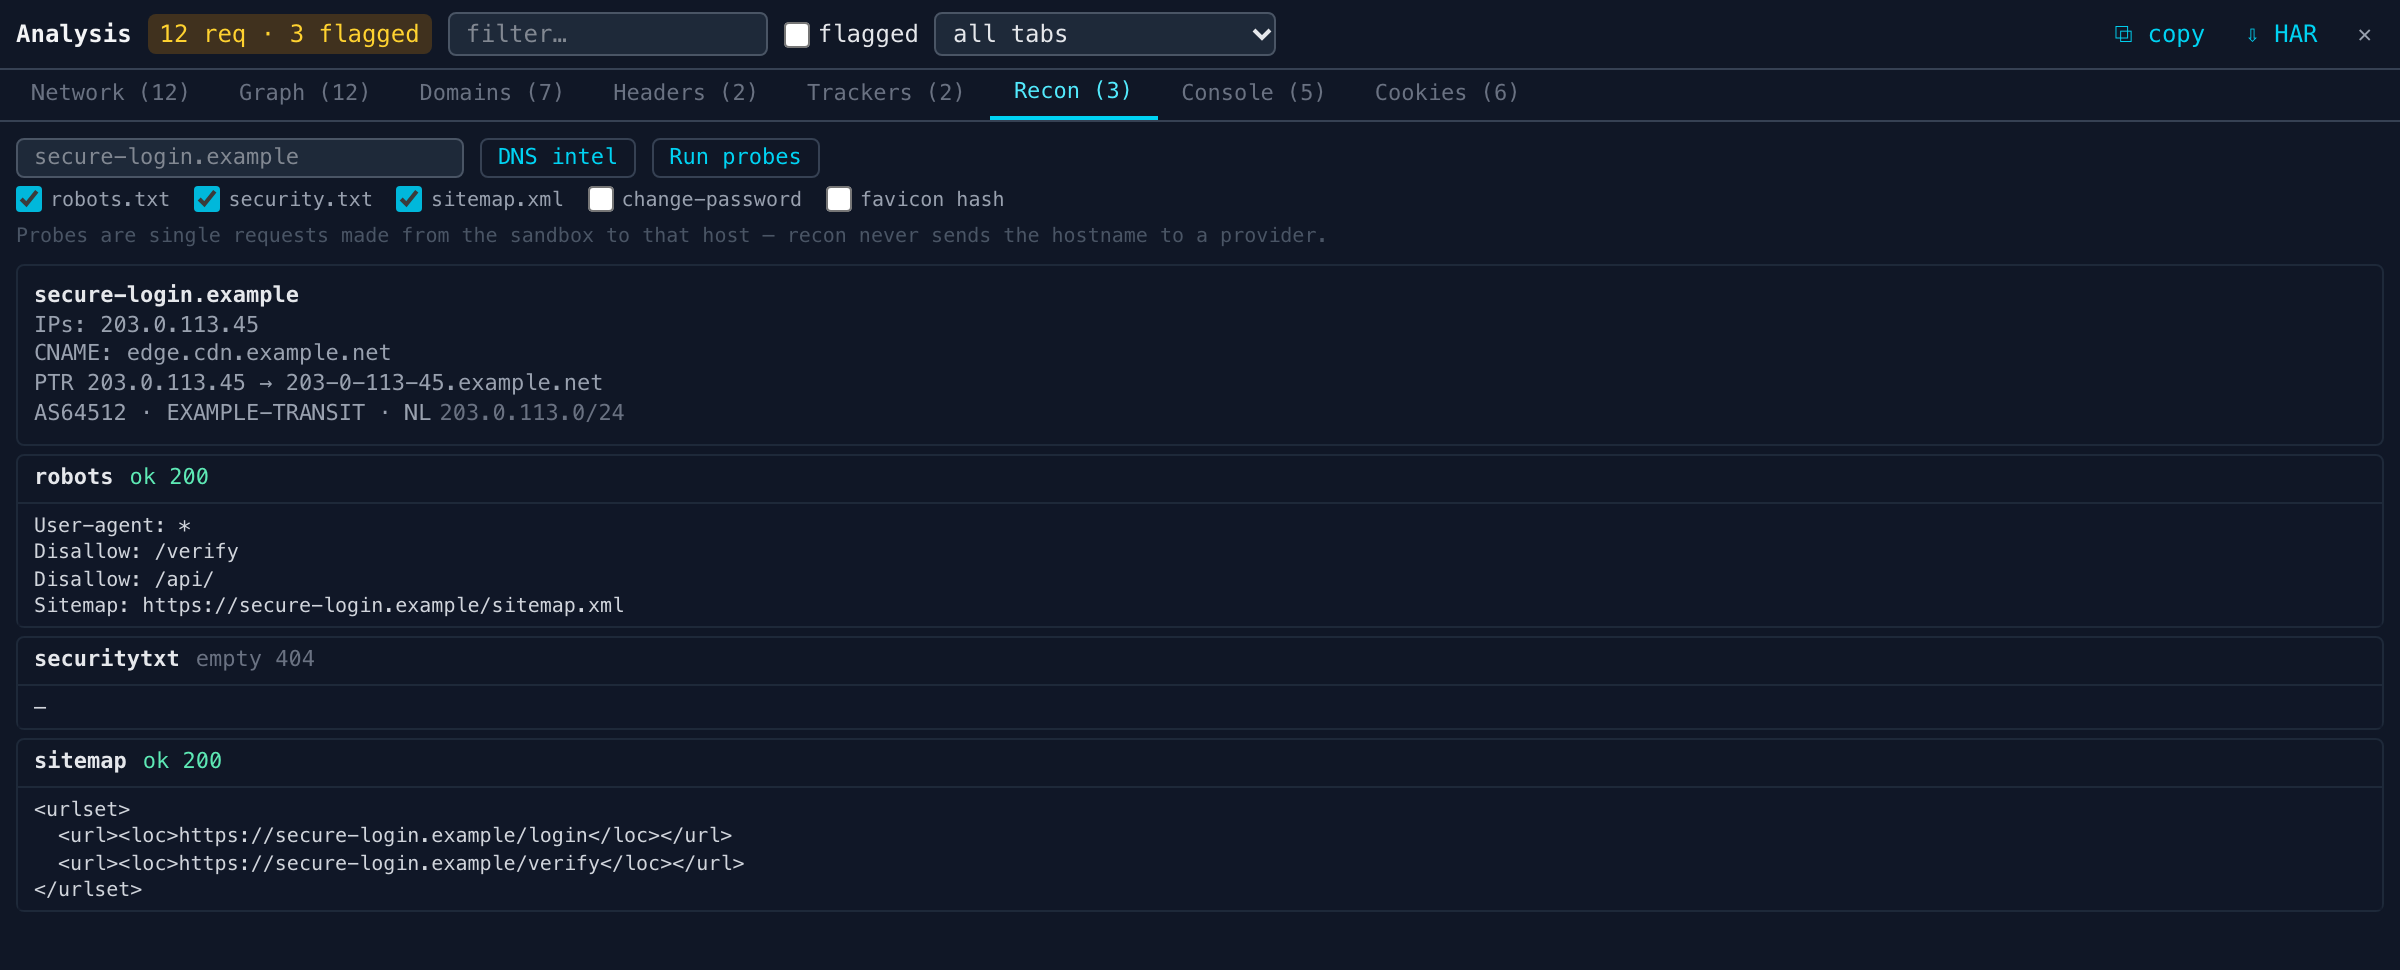 Analysis 12 req · 3 flagged filter… flagged all tabs copy ⇩ HAR ×
Network (12) Graph (12) Domains (7) Headers (2) Trackers (2) Recon (3) Console (5) Cookies (6)
secure-login.example DNS intel Run probes
robots.txt security.txt sitemap.xml change-password favicon hash
Probes are single requests made from the sandbox to that host — recon never sends the hostname to a provider.
secure-login.example
IPs: 203.0.113.45
CNAME: edge.cdn.example.net
PTR 203.0.113.45 → 203-0-113-45.example.net
AS64512 · EXAMPLE-TRANSIT · NL 203.0.113.0/24
robots ok 200
User-agent: *
Disallow: /verify
Disallow: /api/
Sitemap: https://secure-login.example/sitemap.xml
securitytxt empty 404
—
sitemap ok 200
<urlset>
  <url><loc>https://secure-login.example/login</loc></url>
  <url><loc>https://secure-login.example/verify</loc></url>
</urlset>